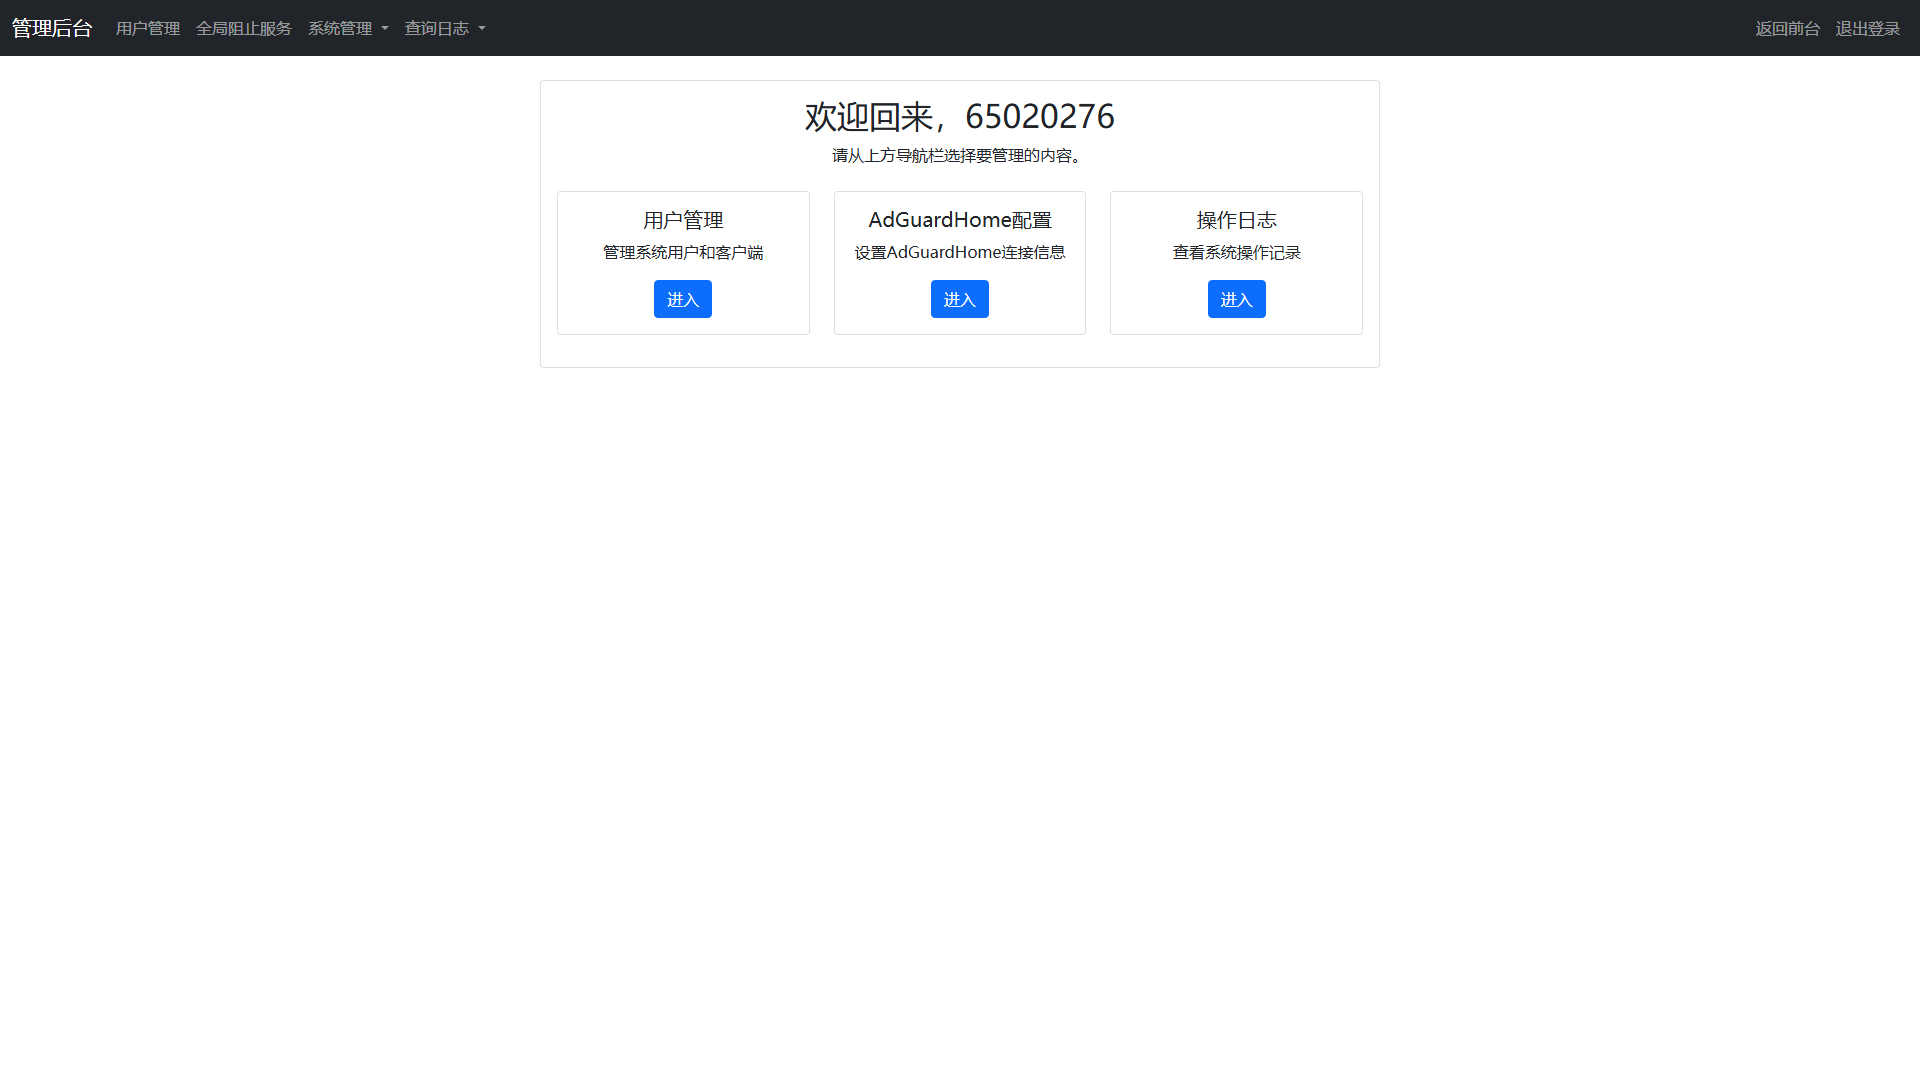 管理后台 用户管理 全局阻止服务 系统管理 查询日志 返回前台 退出登录
欢迎回来，65020276
请从上方导航栏选择要管理的内容。
用户管理
管理系统用户和客户端
进入
AdGuardHome配置
设置AdGuardHome连接信息
进入
操作日志
查看系统操作记录
进入